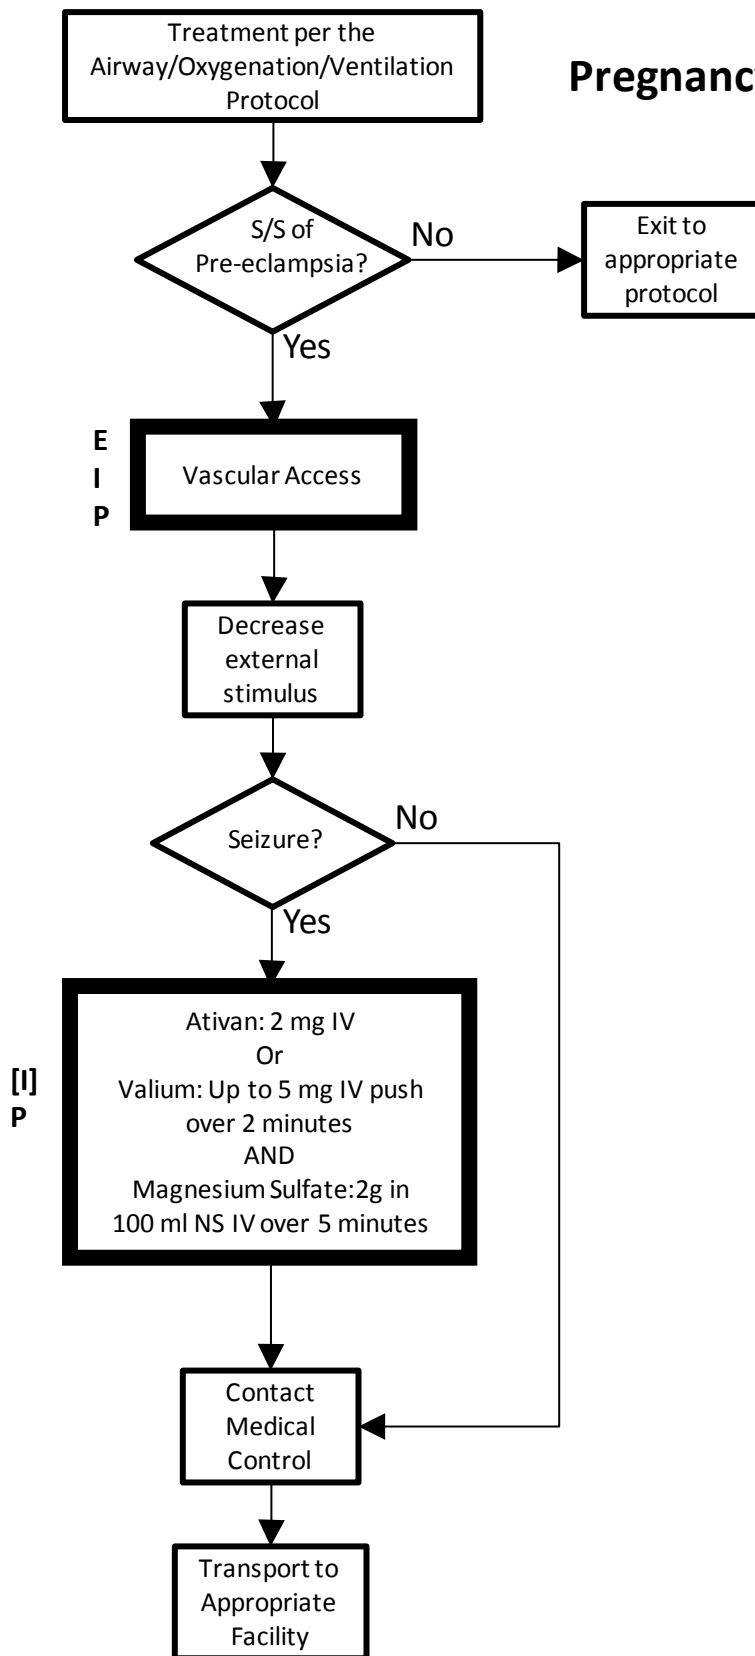 Treatment per the
Airway/Oxygenation/Ventilation
Protocol
Pregnancy
S/S of
Pre-eclampsia?
No
Exit to
appropriate
protocol
Yes
E
I
P
Vascular Access
Decrease
external
stimulus
Seizure?
No
Yes
[I]
P
Ativan: 2 mg IV
Or
Valium: Up to 5 mg IV push
over 2 minutes
AND
Magnesium Sulfate:2g in
100 ml NS IV over 5 minutes
Contact
Medical
Control
Transport to
Appropriate
Facility